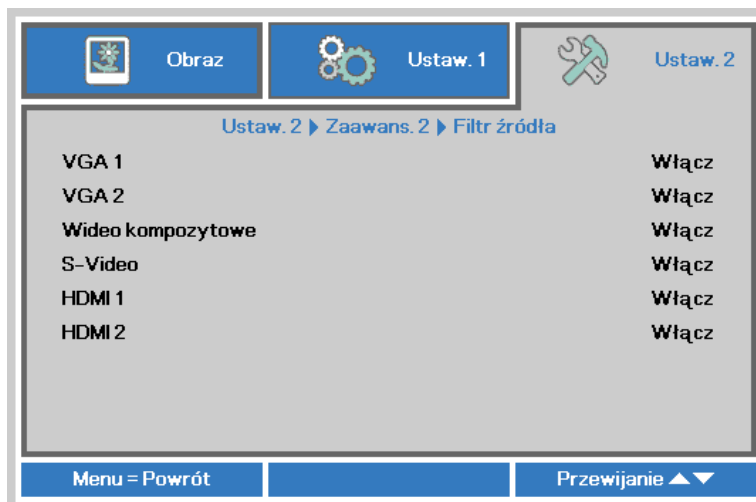 Obraz
Ustaw. 1
Ustaw. 2
Ustaw. 2 ▶ Zaawans. 2 ▶ Filtr źródła
VGA 1 Włącz
VGA 2 Włącz
Wideo kompozytowe Włącz
S-Video Włącz
HDMI 1 Włącz
HDMI 2 Włącz
Menu = Powrót
Przewijanie ▲▼